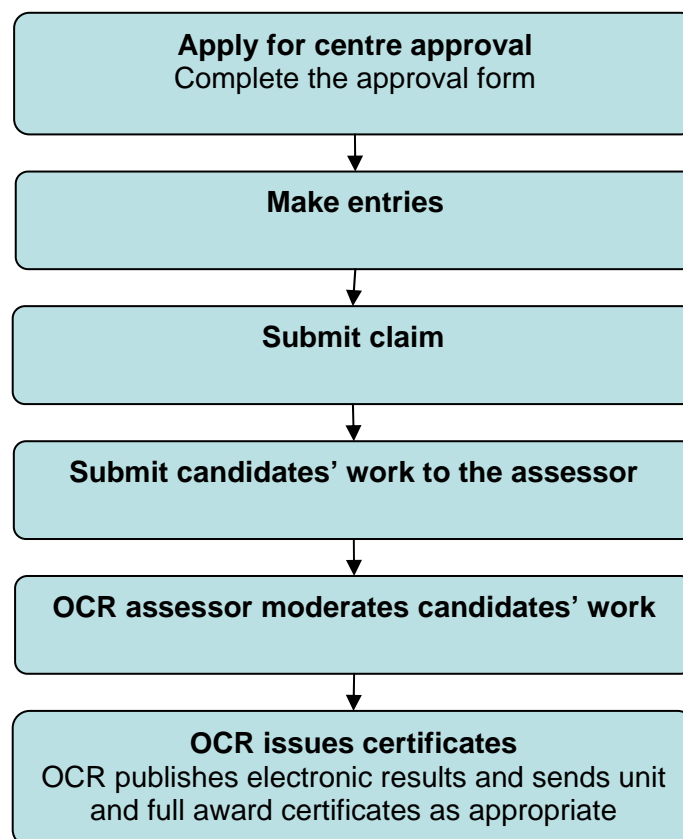 Apply for centre approval
Complete the approval form
Make entries
Submit claim
Submit candidates’ work to the assessor
OCR assessor moderates candidates’ work
OCR issues certificates
OCR publishes electronic results and sends unit
and full award certificates as appropriate